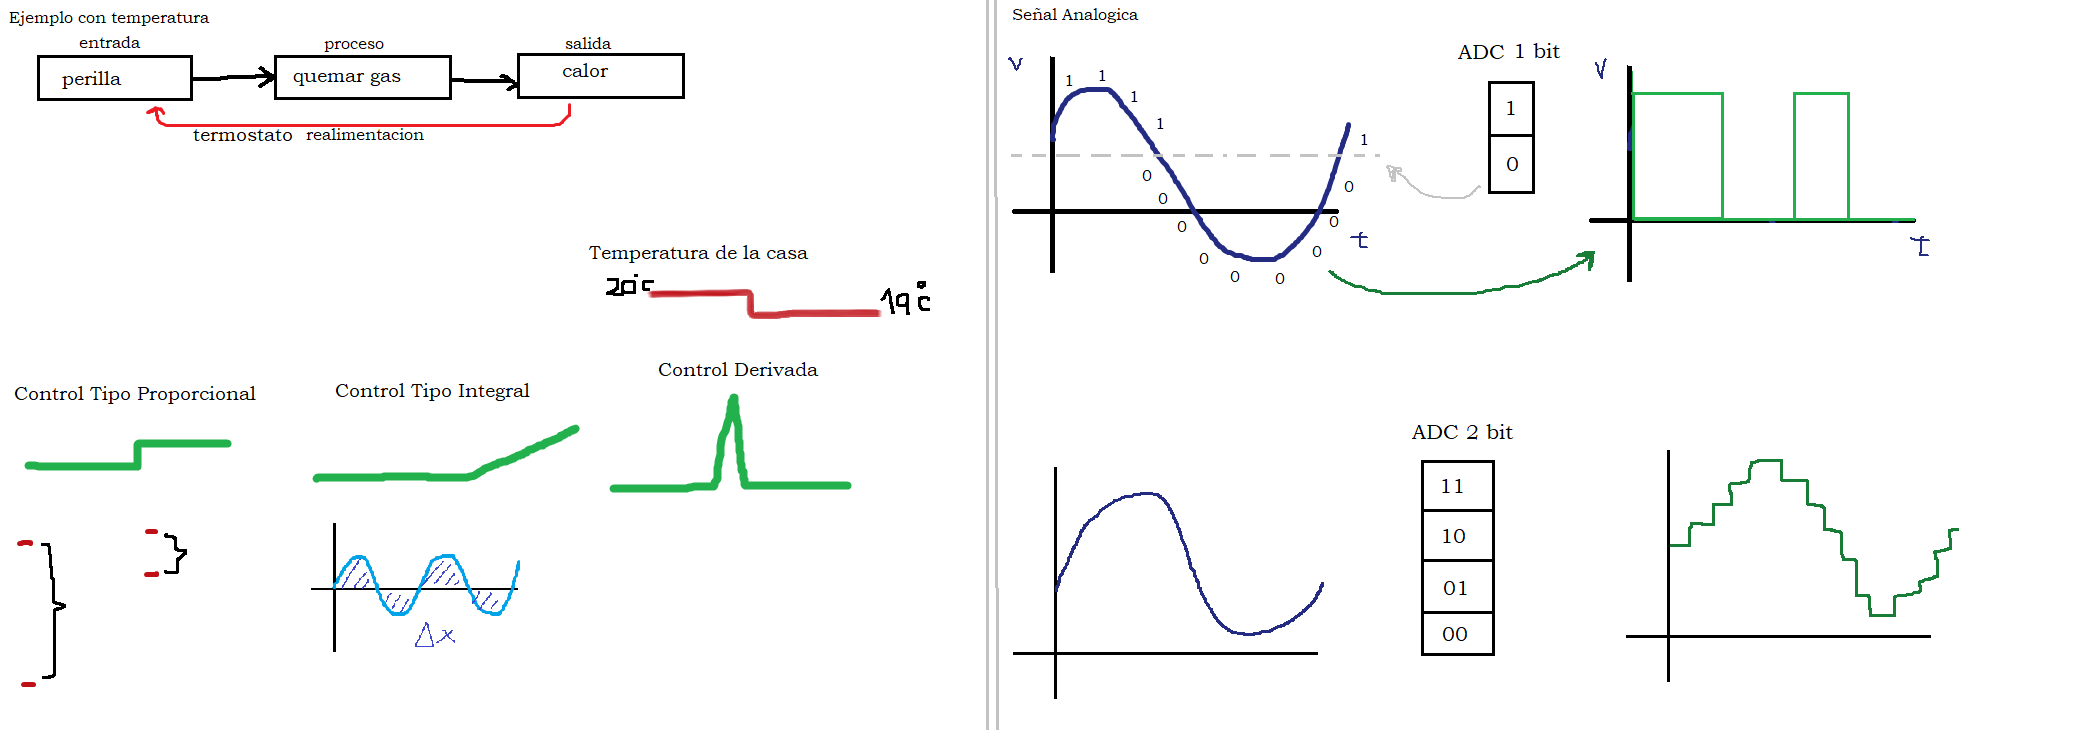 Ejemplo con temperatura
entrada
proceso
salida
perilla
quemar gas
calor
termostato realimentacion
Temperatura de la casa
20°c
19°c
Control Tipo Proporcional
Control Tipo Integral
Control Derivada
Δx
Señal Analogica
v
1
1
1
1
0
0
0
0
0
0
0
0
0
1
t
ADC 1 bit
1
0
v
t
ADC 2 bit
11
10
01
00